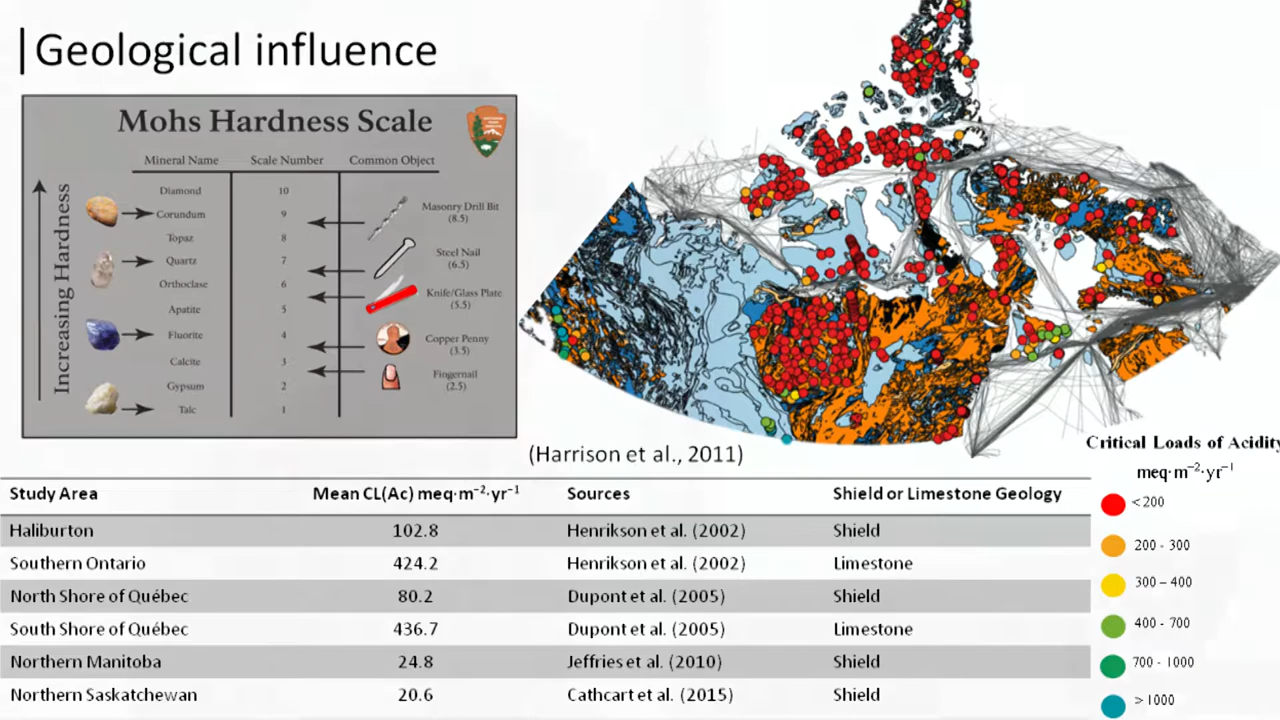 Geological influence
Mohs Hardness Scale
Mineral Name Scale Number Common Object
Increasing Hardness
Diamond 10
Corundum 9
Masonry Drill Bit
(8.5)
Topaz 8
Quartz 7
Steel Nail
(6.5)
Orthoclase 6
Knife/Glass Plate
(5.5)
Apatite 5
Fluorite 4
Copper Penny
(3.5)
Calcite 3
Fingernail
(2.5)
Gypsum 2
Talc 1
(Harrison et al., 2011)
Critical Loads of Acidity
meq·m⁻²·yr⁻¹
< 200
200 - 300
300 – 400
400 - 700
700 - 1000
> 1000
Study Area Mean CL(Ac) meq·m⁻²·yr⁻¹ Sources Shield or Limestone Geology
Haliburton 102.8 Henrikson et al. (2002) Shield
Southern Ontario 424.2 Henrikson et al. (2002) Limestone
North Shore of Québec 80.2 Dupont et al. (2005) Shield
South Shore of Québec 436.7 Dupont et al. (2005) Limestone
Northern Manitoba 24.8 Jeffries et al. (2010) Shield
Northern Saskatchewan 20.6 Cathcart et al. (2015) Shield